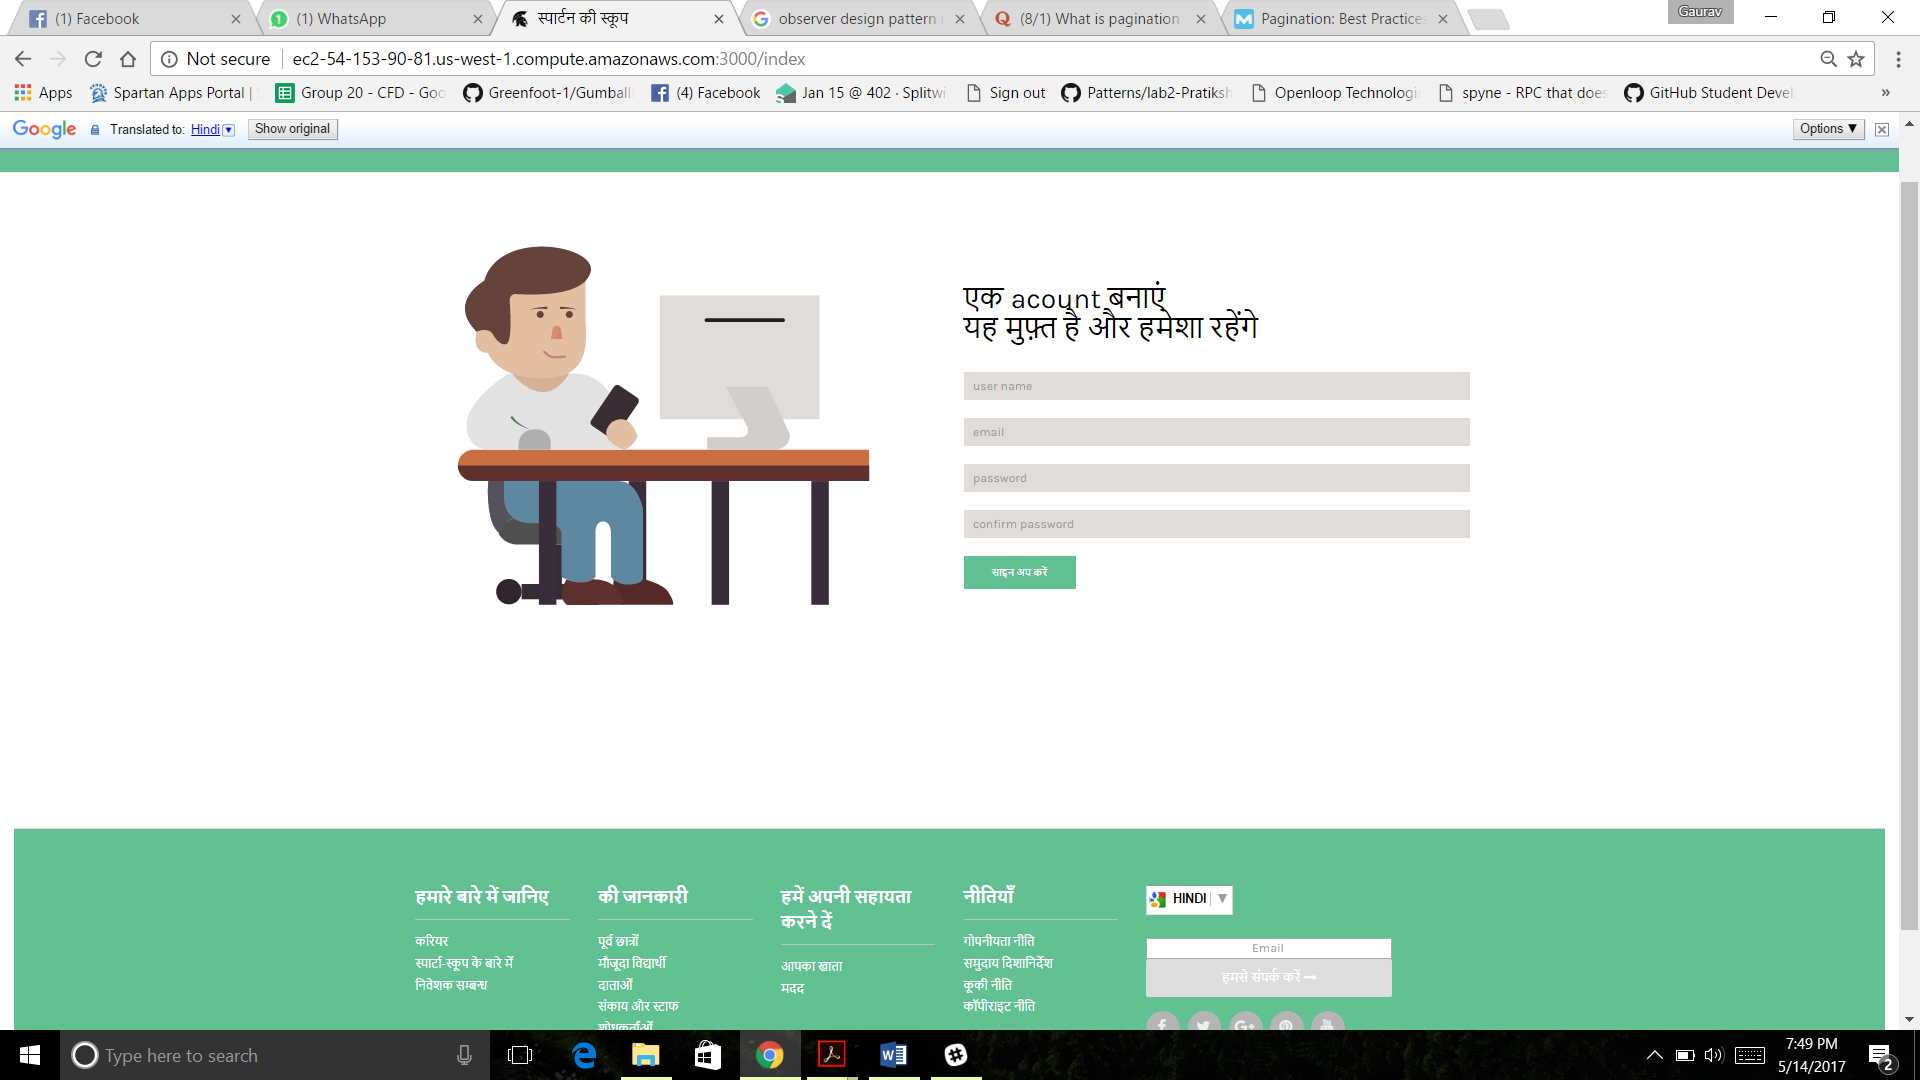 (1) Facebook
(1) WhatsApp
स्पार्टन की स्कूप
observer design pattern
(8/1) What is pagination
Pagination: Best Practices
Gaurav
Not secure
ec2-54-153-90-81.us-west-1.compute.amazonaws.com:3000/index
Apps
Spartan Apps Portal |
Group 20 - CFD - Goo
Greenfoot-1/Gumball
(4) Facebook
Jan 15 @ 402 · Splitwi
Sign out
Patterns/lab2-Pratiksh
Openloop Technologi
spyne - RPC that does
GitHub Student Devel
»
Google
Translated to: Hindi
Show original
Options ▼
एक acount बनाएं
यह मुफ़्त है और हमेशा रहेंगे
user name
email
password
confirm password
साइन अप करें
हमारे बारे में जानिए
करियर
स्पार्टा-स्कूप के बारे में
निवेशक सम्बन्ध
की जानकारी
पूर्व छात्रों
मौजूदा विद्यार्थी
दाताओं
संकाय और स्टाफ
शोधकर्ताओं
हमें अपनी सहायता
करने दें
आपका खाता
मदद
नीतियाँ
गोपनीयता नीति
समुदाय दिशानिर्देश
कूकी नीति
कॉपीराइट नीति
HINDI
Email
हमसे संपर्क करें
Type here to search
7:49 PM
5/14/2017
2